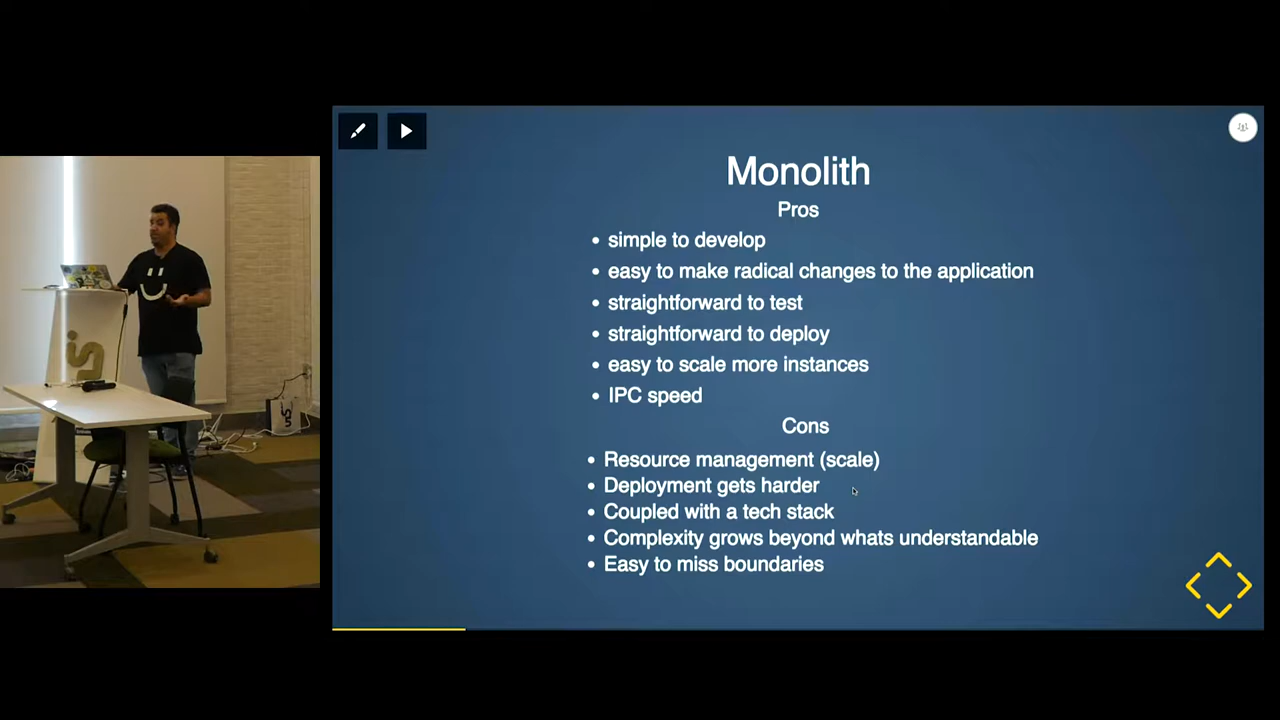 Monolith
Pros
simple to develop
easy to make radical changes to the application
straightforward to test
straightforward to deploy
easy to scale more instances
IPC speed
Cons
Resource management (scale)
Deployment gets harder
Coupled with a tech stack
Complexity grows beyond whats understandable
Easy to miss boundaries